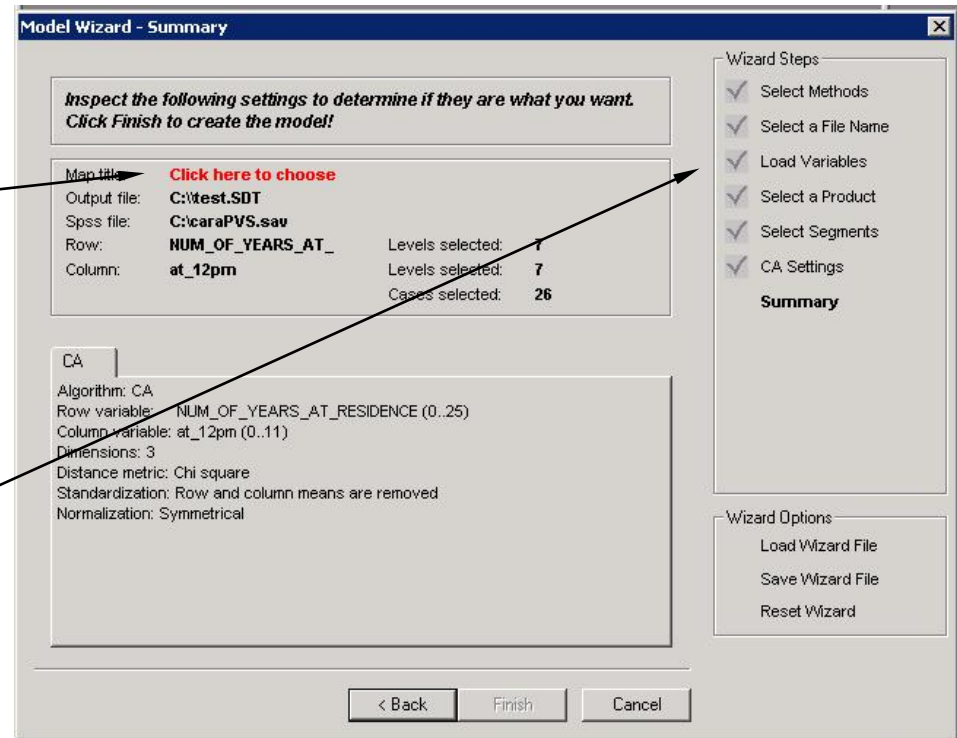 Model Wizard - Summary
Inspect the following settings to determine if they are what you want.
Click Finish to create the model!
Map title: Click here to choose
Output file: C:\\test.SDT
Spss file: C:\caraPVS.sav
Row: NUM_OF_YEARS_AT_ Levels selected: 7
Column: at_12pm Levels selected: 7
Cases selected: 26
CA
Algorithm: CA
Row variable: NUM_OF_YEARS_AT_RESIDENCE (0..25)
Column variable: at_12pm (0..11)
Dimensions: 3
Distance metric: Chi square
Standardization: Row and column means are removed
Normalization: Symmetrical
< Back Finish Cancel
Wizard Steps
Select Methods
Select a File Name
Load Variables
Select a Product
Select Segments
CA Settings
Summary
Wizard Options
Load Wizard File
Save Wizard File
Reset Wizard